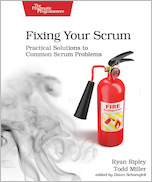 The
Pragmatic
Programmers
Fixing Your Scrum
Practical Solutions to
Common Scrum Problems
FIRE
Ryan Ripley
Todd Miller
edited by Dawn Schanafelt